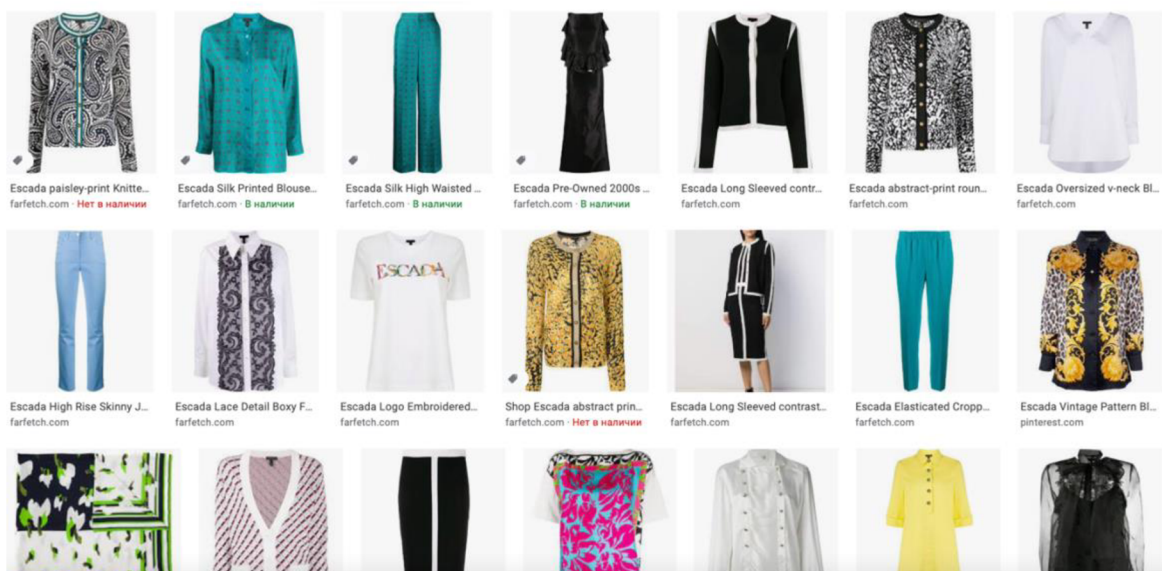 Escada paisley-print Knitte...
farfetch.com · Нет в наличии
Escada Silk Printed Blouse...
farfetch.com · В наличии
Escada Silk High Waisted ...
farfetch.com · В наличии
Escada Pre-Owned 2000s ...
farfetch.com · В наличии
Escada Long Sleeved contr...
farfetch.com
Escada abstract-print roun...
farfetch.com
Escada Oversized v-neck Bl...
farfetch.com
ESCADA
Escada High Rise Skinny J...
farfetch.com
Escada Lace Detail Boxy F...
farfetch.com
Escada Logo Embroidered...
farfetch.com
Shop Escada abstract prin...
farfetch.com · Нет в наличии
Escada Long Sleeved contrast...
farfetch.com
Escada Elasticated Cropp...
farfetch.com
Escada Vintage Pattern Bl...
pinterest.com